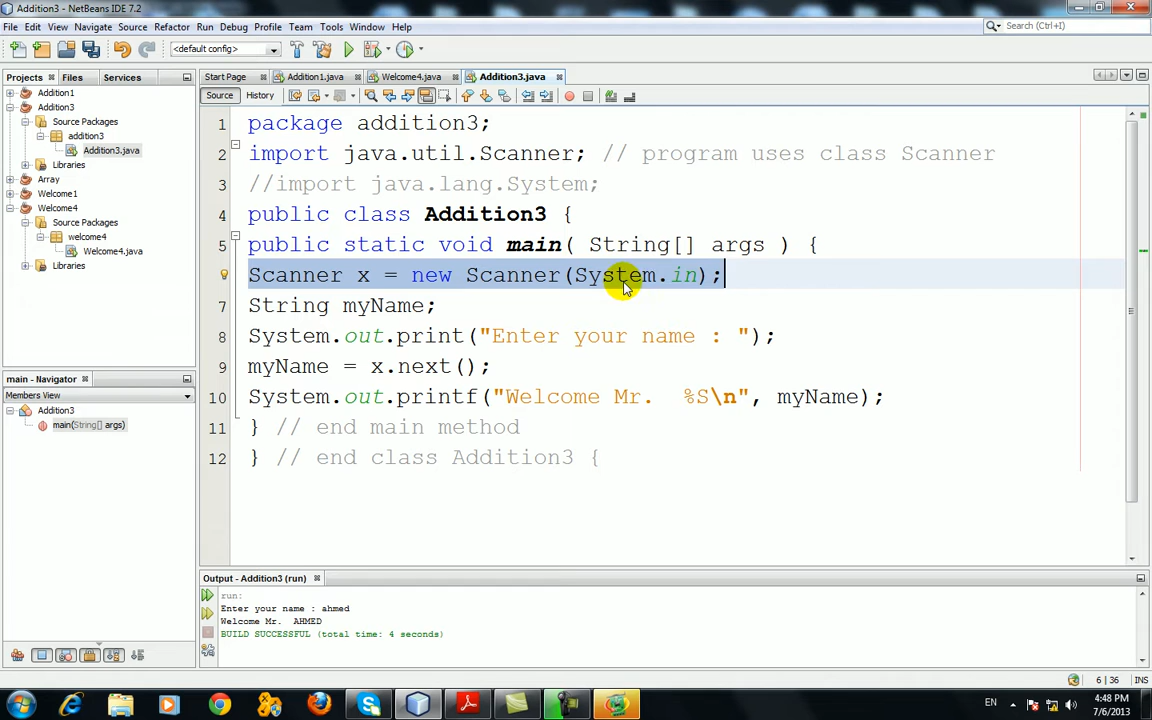 Addition3 - NetBeans IDE 7.2
File Edit View Navigate Source Refactor Run Debug Profile Team Tools Window Help
Search (Ctrl+I)
<default config>
Projects Files Services
Addition1
Addition3
Source Packages
addition3
Addition3.java
Libraries
Array
Welcome1
Welcome4
Source Packages
welcome4
Welcome4.java
Libraries
main - Navigator
Members View
Addition3
main(String[] args)
Start Page Addition1.java Welcome4.java Addition3.java
Source History
1 package addition3;
2 import java.util.Scanner; // program uses class Scanner
3 //import java.lang.System;
4 public class Addition3 {
5 public static void main( String[] args ) {
Scanner x = new Scanner(System.in);
7 String myName;
8 System.out.print("Enter your name : ");
9 myName = x.next();
10 System.out.printf("Welcome Mr.  %S\n", myName);
11 } // end main method
12 } // end class Addition3 {
Output - Addition3 (run)
run:
Enter your name : ahmed
Welcome Mr.  AHMED
BUILD SUCCESSFUL (total time: 4 seconds)
6 | 36 INS
EN
4:48 PM
7/6/2013